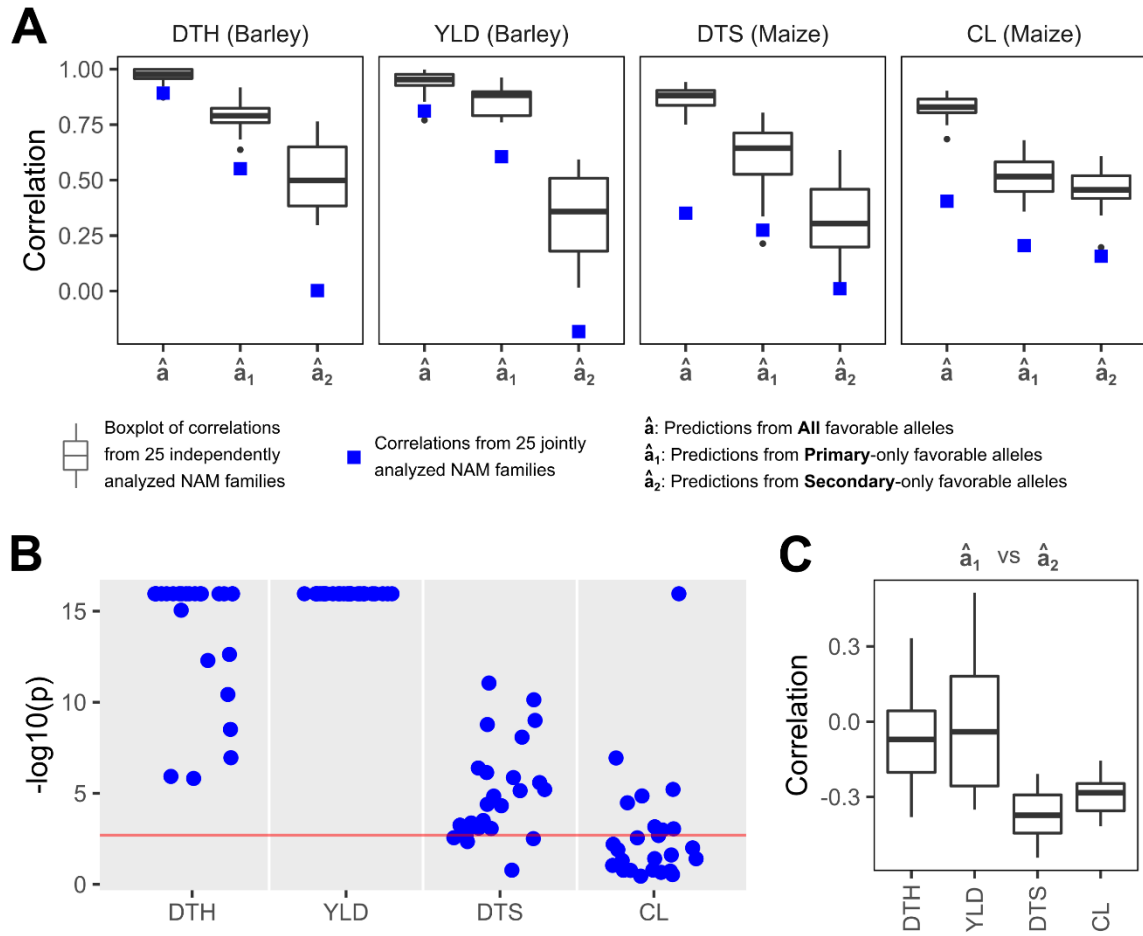 A
DTH (Barley) YLD (Barley) DTS (Maize) CL (Maize)
Correlation
1.00
0.75
0.50
0.25
0.00
â â₁ â₂ â â₁ â₂ â â₁ â₂ â â₁ â₂
Boxplot of correlations
from 25 independently
analyzed NAM families
Correlations from 25 jointly
analyzed NAM families
â: Predictions from All favorable alleles
â₁: Predictions from Primary-only favorable alleles
â₂: Predictions from Secondary-only favorable alleles
B
-log10(p)
15
10
5
0
DTH YLD DTS CL
C
â₁ vs â₂
Correlation
0.3
0.0
-0.3
DTH YLD DTS CL